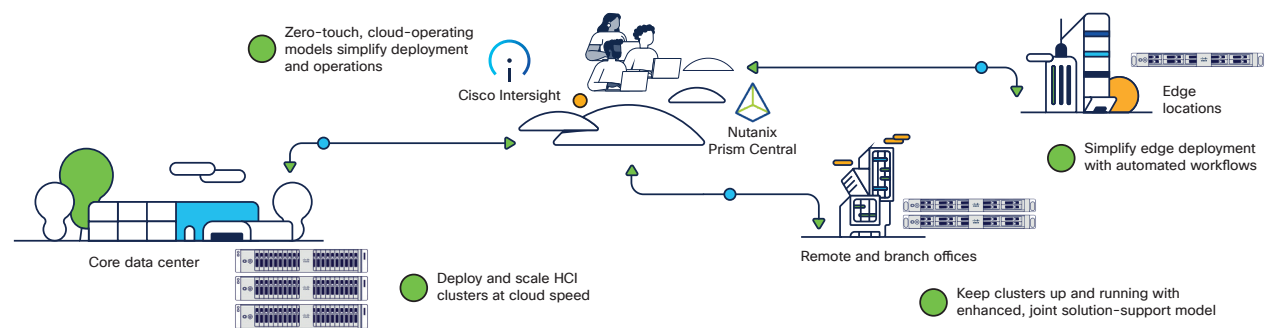 Zero-touch, cloud-operating
models simplify deployment
and operations
Cisco Intersight
Nutanix
Prism Central
Edge
locations
Simplify edge deployment
with automated workflows
Core data center
Deploy and scale HCI
clusters at cloud speed
Remote and branch offices
Keep clusters up and running with
enhanced, joint solution-support model